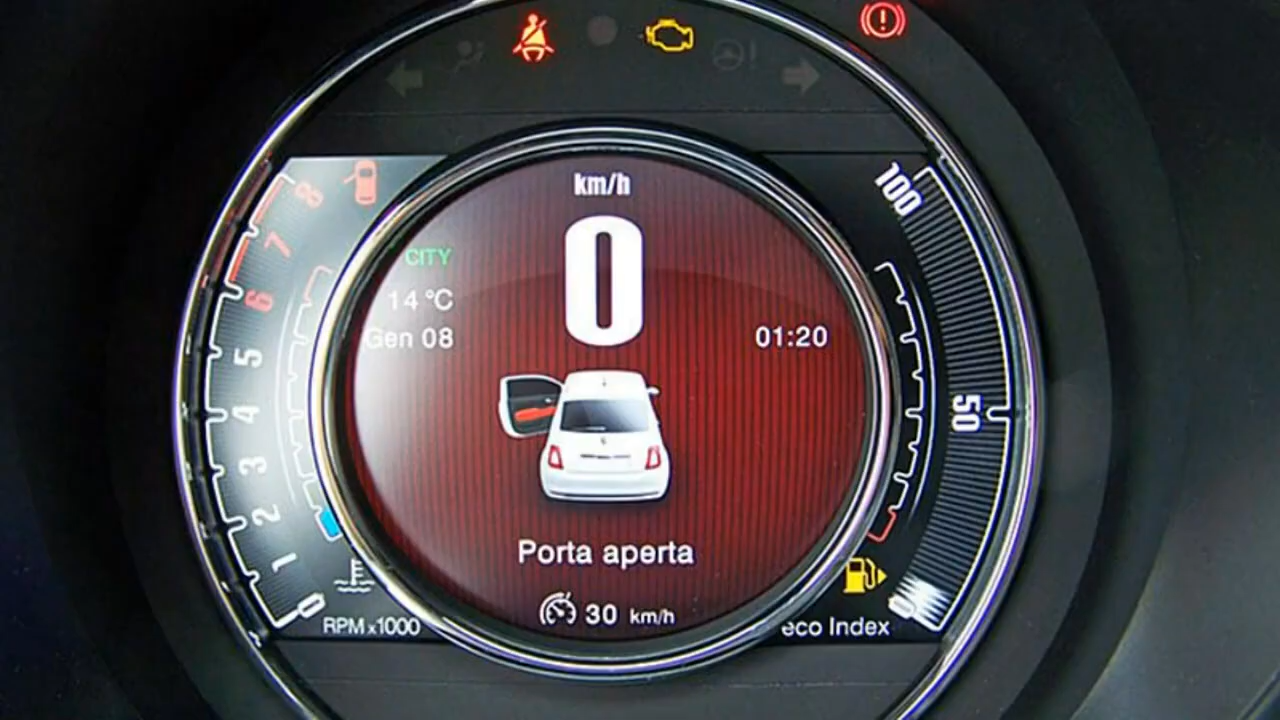 km/h
0
CITY
14 °C
Gen 08
01:20
Porta aperta
30 km/h
8
7
6
5
4
3
2
1
0
RPM x1000
100
50
0
eco Index